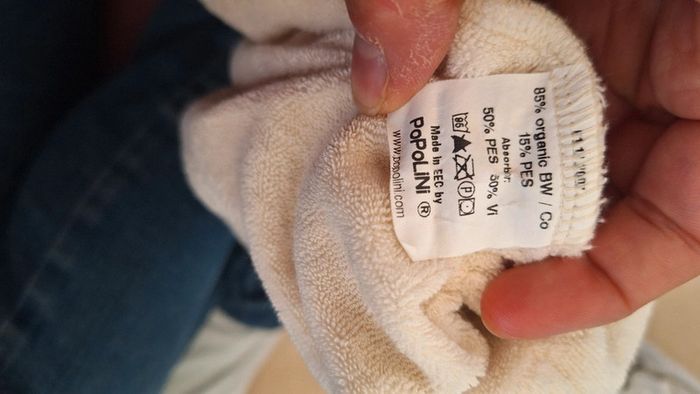 85% organic BW / Co
15% PES
Absorber:
50% PES 50% Vi
95 P
Made in EEC by
PoPoLiNi ®
www.popolini.com